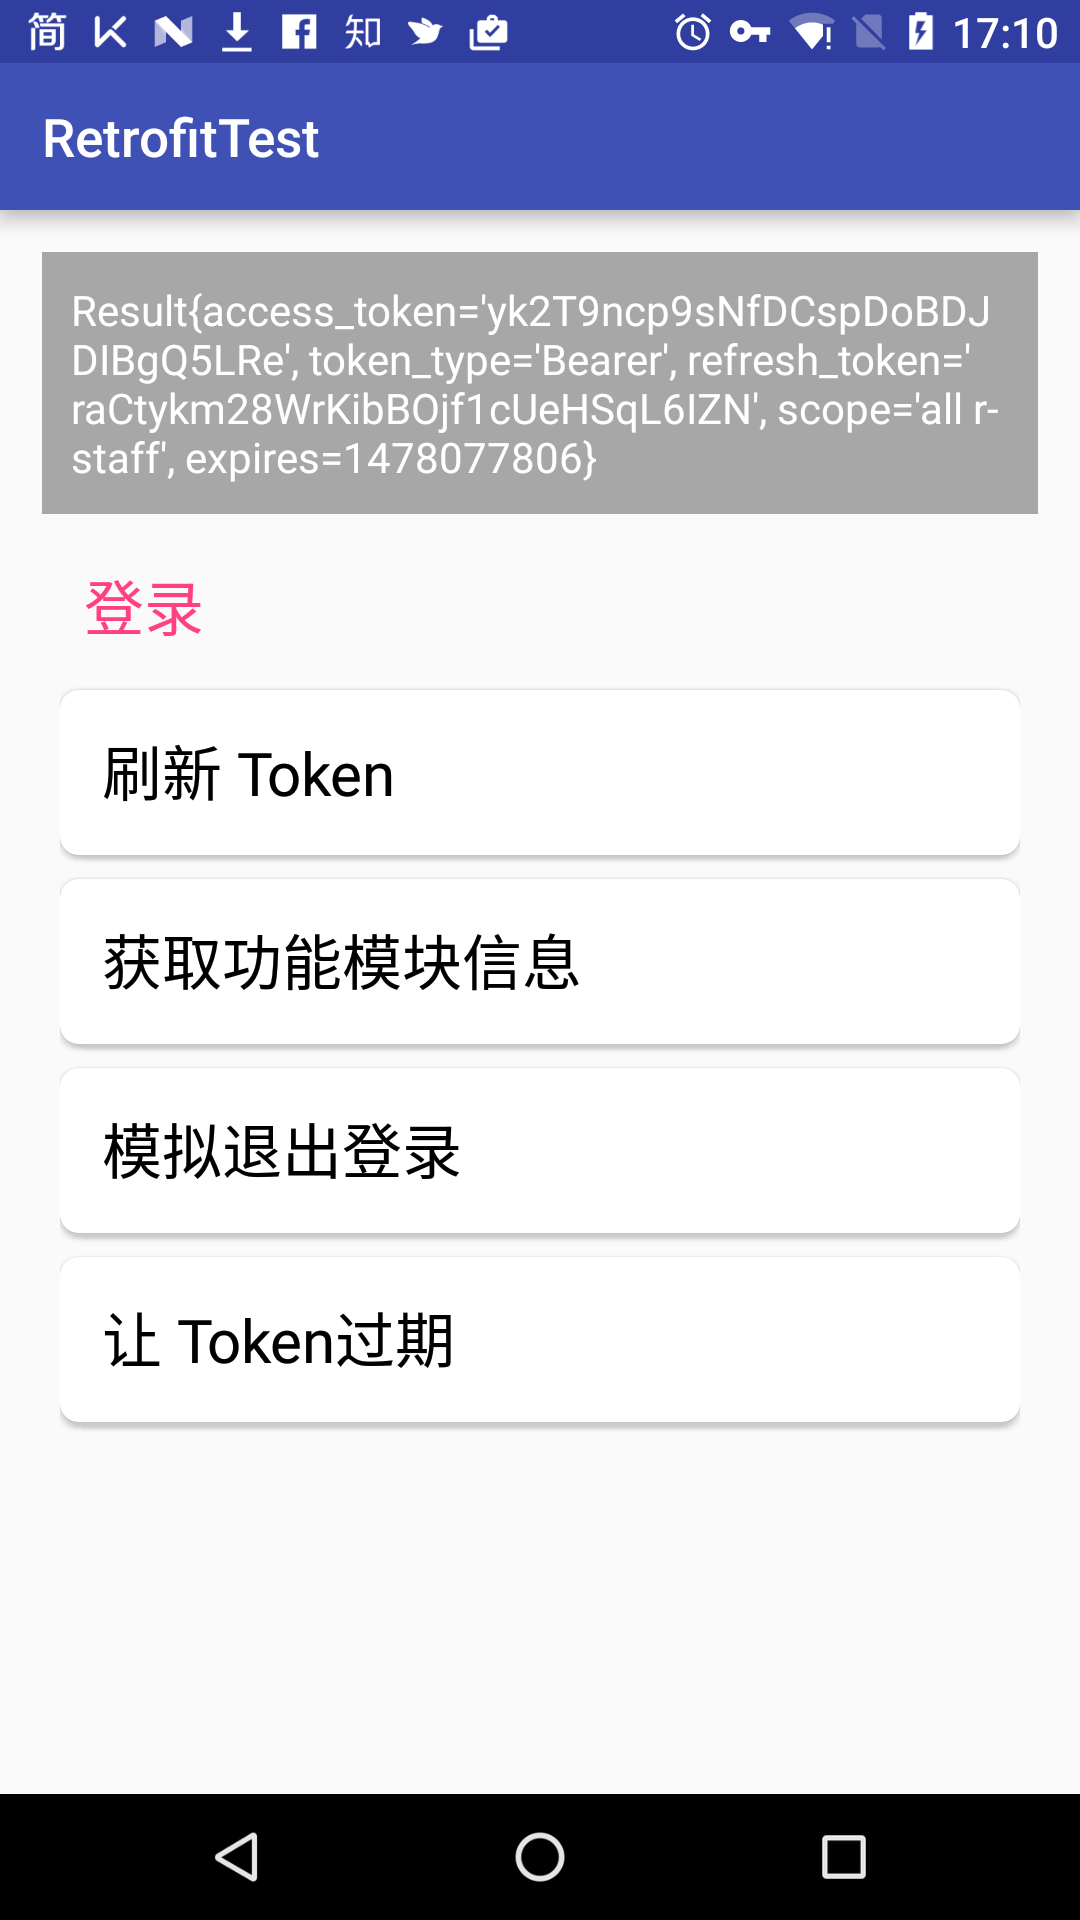 简 知 17:10
RetrofitTest
Result{access_token='yk2T9ncp9sNfDCspDoBDJ
DIBgQ5LRe', token_type='Bearer', refresh_token='
raCtykm28WrKibBOjf1cUeHSqL6IZN', scope='all r-
staff', expires=1478077806}
登录
刷新 Token
获取功能模块信息
模拟退出登录
让 Token过期